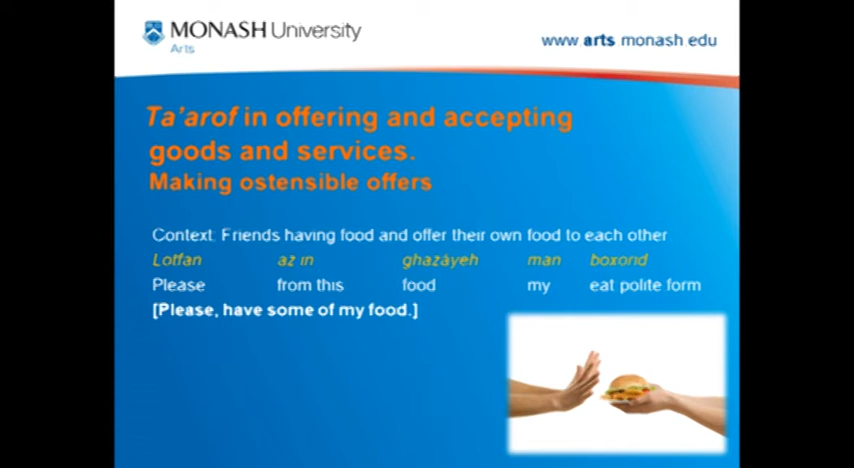 MONASH University
Arts
www arts monash edu
Ta'arof in offering and accepting
goods and services.
Making ostensible offers
Context: Friends having food and offer their own food to each other
Lotfan az in ghazāyeh man boxorid
Please from this food my eat polite form
[Please, have some of my food.]